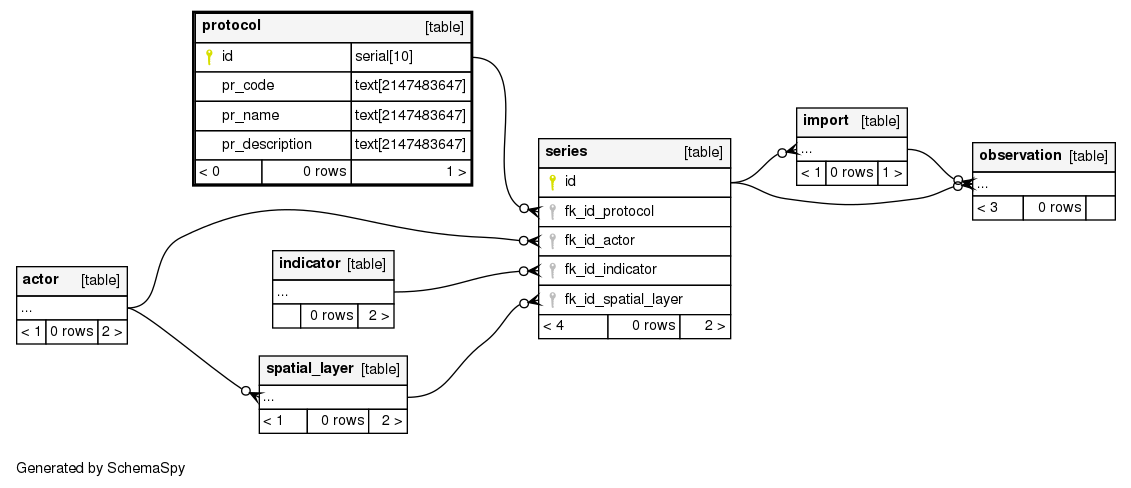 protocol [table]
id serial[10]
pr_code text[2147483647]
pr_name text[2147483647]
pr_description text[2147483647]
< 0 0 rows 1 >
series [table]
id
fk_id_protocol
fk_id_actor
fk_id_indicator
fk_id_spatial_layer
< 4 0 rows 2 >
import [table]
...
< 1 0 rows 1 >
observation [table]
...
< 3 0 rows
actor [table]
...
< 1 0 rows 2 >
indicator [table]
...
0 rows 2 >
spatial_layer [table]
...
< 1 0 rows 2 >
Generated by SchemaSpy